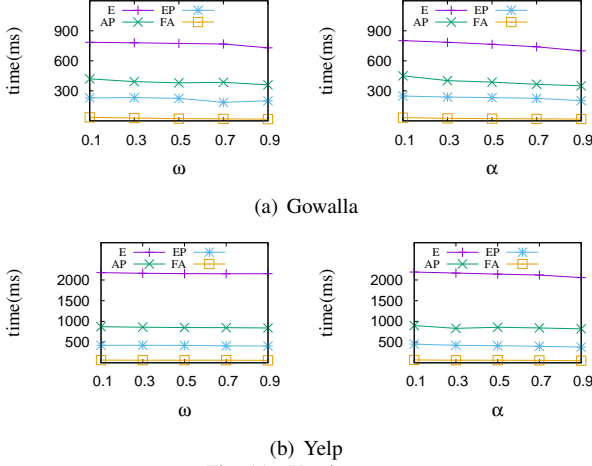 E EP
AP FA
time(ms)
900
600
300
0.1 0.3 0.5 0.7 0.9
ω
E EP
AP FA
time(ms)
900
600
300
0.1 0.3 0.5 0.7 0.9
α
(a) Gowalla
E EP
AP FA
time(ms)
2000
1500
1000
500
0.1 0.3 0.5 0.7 0.9
ω
E EP
AP FA
time(ms)
2000
1500
1000
500
0.1 0.3 0.5 0.7 0.9
α
(b) Yelp